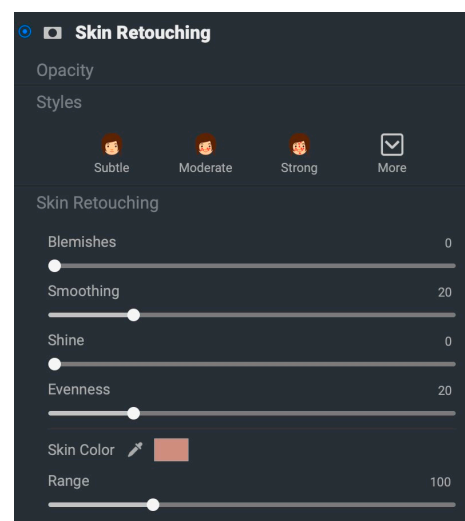 Skin Retouching
Opacity
Styles
Subtle Moderate Strong More
Skin Retouching
Blemishes 0
Smoothing 20
Shine 0
Evenness 20
Skin Color
Range 100